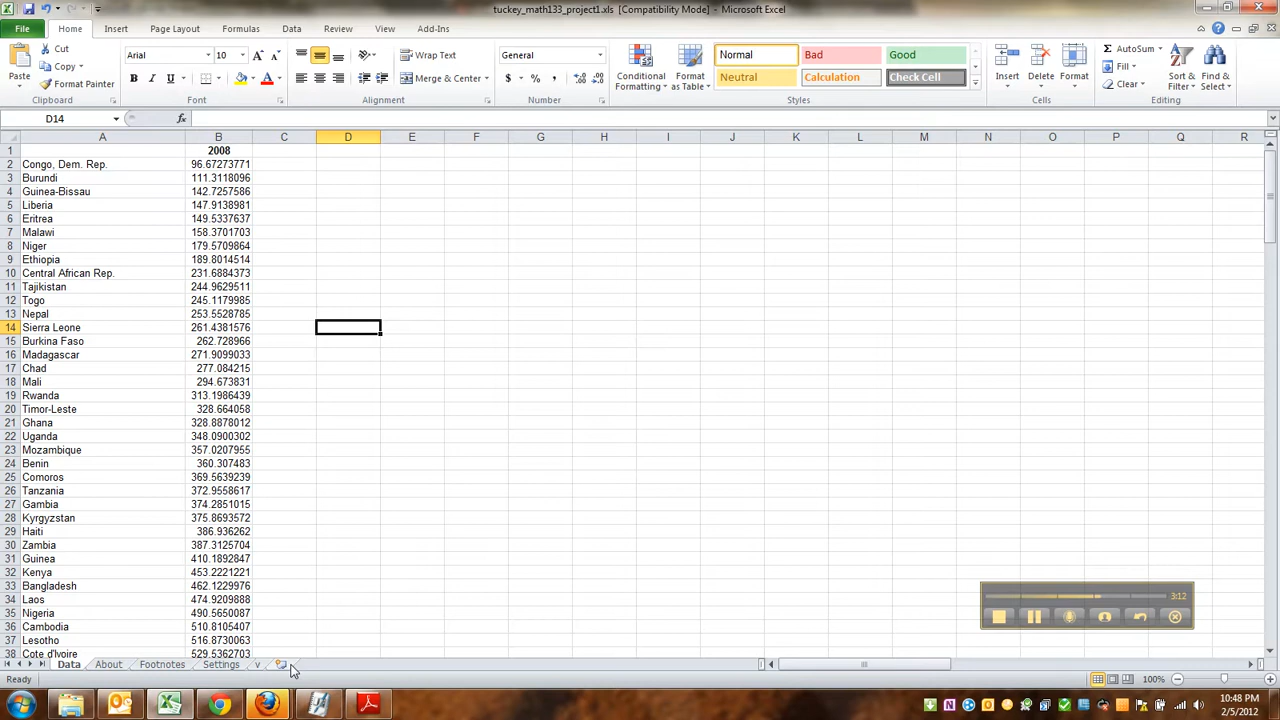 tuckey_math133_project1.xls [Compatibility Mode] - Microsoft Excel
File Home Insert Page Layout Formulas Data Review View Add-Ins
Cut
Copy
Format Painter
Paste
Clipboard
Arial 10
A A
B I U
A
Font
Wrap Text
Merge & Center
Alignment
General
$ % ,
Number
Conditional Formatting
Format as Table
Normal Bad Good
Neutral Calculation Check Cell
Styles
Insert Delete Format
Cells
AutoSum
Fill
Clear
Sort & Filter
Find & Select
Editing
D14 fx
A B C D E F G H I J K L M N O P Q R
1 2008
2 Congo, Dem. Rep. 96.67273771
3 Burundi 111.3118096
4 Guinea-Bissau 142.7257586
5 Liberia 147.9138981
6 Eritrea 149.5337637
7 Malawi 158.3701703
8 Niger 179.5709864
9 Ethiopia 189.8014514
10 Central African Rep. 231.6884373
11 Tajikistan 244.9629511
12 Togo 245.1179985
13 Nepal 253.5528785
14 Sierra Leone 261.4381576
15 Burkina Faso 262.728966
16 Madagascar 271.9099033
17 Chad 277.084215
18 Mali 294.673831
19 Rwanda 313.1986439
20 Timor-Leste 328.664058
21 Ghana 328.8878012
22 Uganda 348.0900302
23 Mozambique 357.0207955
24 Benin 360.307483
25 Comoros 369.5639239
26 Tanzania 372.9558617
27 Gambia 374.2851015
28 Kyrgyzstan 375.8693572
29 Haiti 386.936262
30 Zambia 387.3125704
31 Guinea 410.1892847
32 Kenya 453.2221221
33 Bangladesh 462.1229976
34 Laos 474.9209888
35 Nigeria 490.5650087
36 Cambodia 510.8105407
37 Lesotho 516.8730063
38 Cote d'Ivoire 529.5362703
3:12
Data About Footnotes Settings v
Ready 100%
10:48 PM
2/5/2012